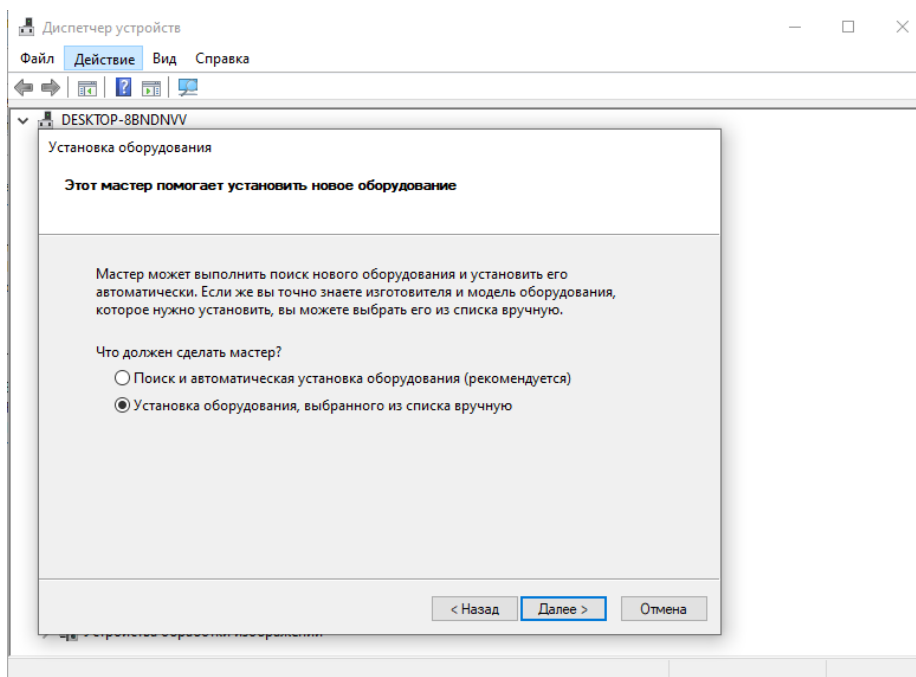 Диспетчер устройств
Файл Действие Вид Справка
DESKTOP-8BNDNVV
Установка оборудования
Этот мастер помогает установить новое оборудование
Мастер может выполнить поиск нового оборудования и установить его
автоматически. Если же вы точно знаете изготовителя и модель оборудования,
которое нужно установить, вы можете выбрать его из списка вручную.
Что должен сделать мастер?
Поиск и автоматическая установка оборудования (рекомендуется)
Установка оборудования, выбранного из списка вручную
< Назад Далее > Отмена
Устройства обработки изображений